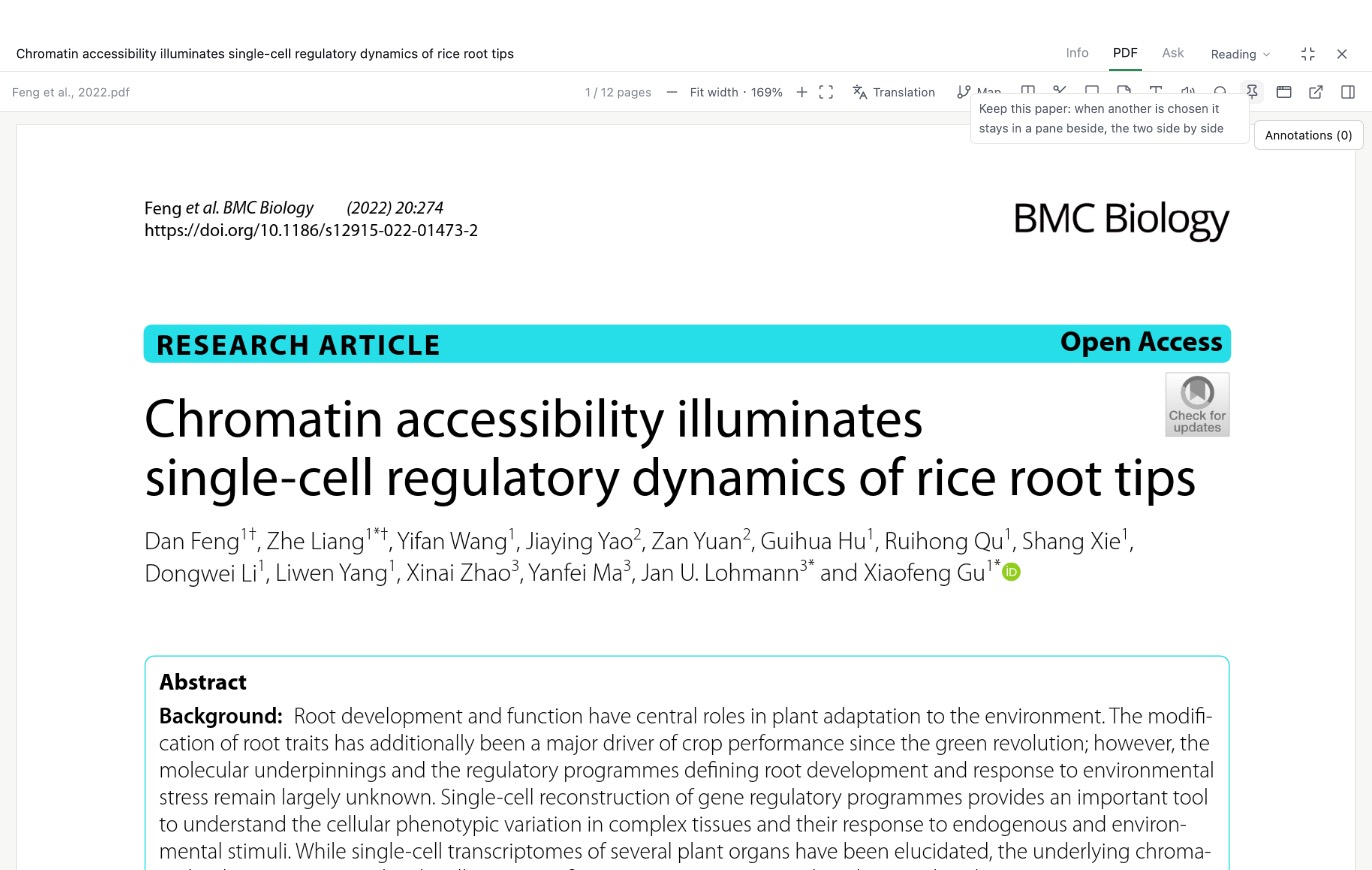 Chromatin accessibility illuminates single-cell regulatory dynamics of rice root tips
Info PDF Ask Reading
Feng et al., 2022.pdf
1 / 12 pages
Fit width · 169%
Translation
Map
Keep this paper: when another is chosen it
stays in a pane beside, the two side by side
Annotations (0)
Feng et al. BMC Biology (2022) 20:274
https://doi.org/10.1186/s12915-022-01473-2
BMC Biology
RESEARCH ARTICLE
Open Access
Check for
updates
Chromatin accessibility illuminates
single-cell regulatory dynamics of rice root tips
Dan Feng1†, Zhe Liang1*†, Yifan Wang1, Jiaying Yao2, Zan Yuan2, Guihua Hu1, Ruihong Qu1, Shang Xie1,
Dongwei Li1, Liwen Yang1, Xinai Zhao3, Yanfei Ma3, Jan U. Lohmann3* and Xiaofeng Gu1*
iD
Abstract
Background: Root development and function have central roles in plant adaptation to the environment. The modifi-
cation of root traits has additionally been a major driver of crop performance since the green revolution; however, the
molecular underpinnings and the regulatory programmes defining root development and response to environmental
stress remain largely unknown. Single-cell reconstruction of gene regulatory programmes provides an important tool
to understand the cellular phenotypic variation in complex tissues and their response to endogenous and environ-
mental stimuli. While single-cell transcriptomes of several plant organs have been elucidated, the underlying chroma-